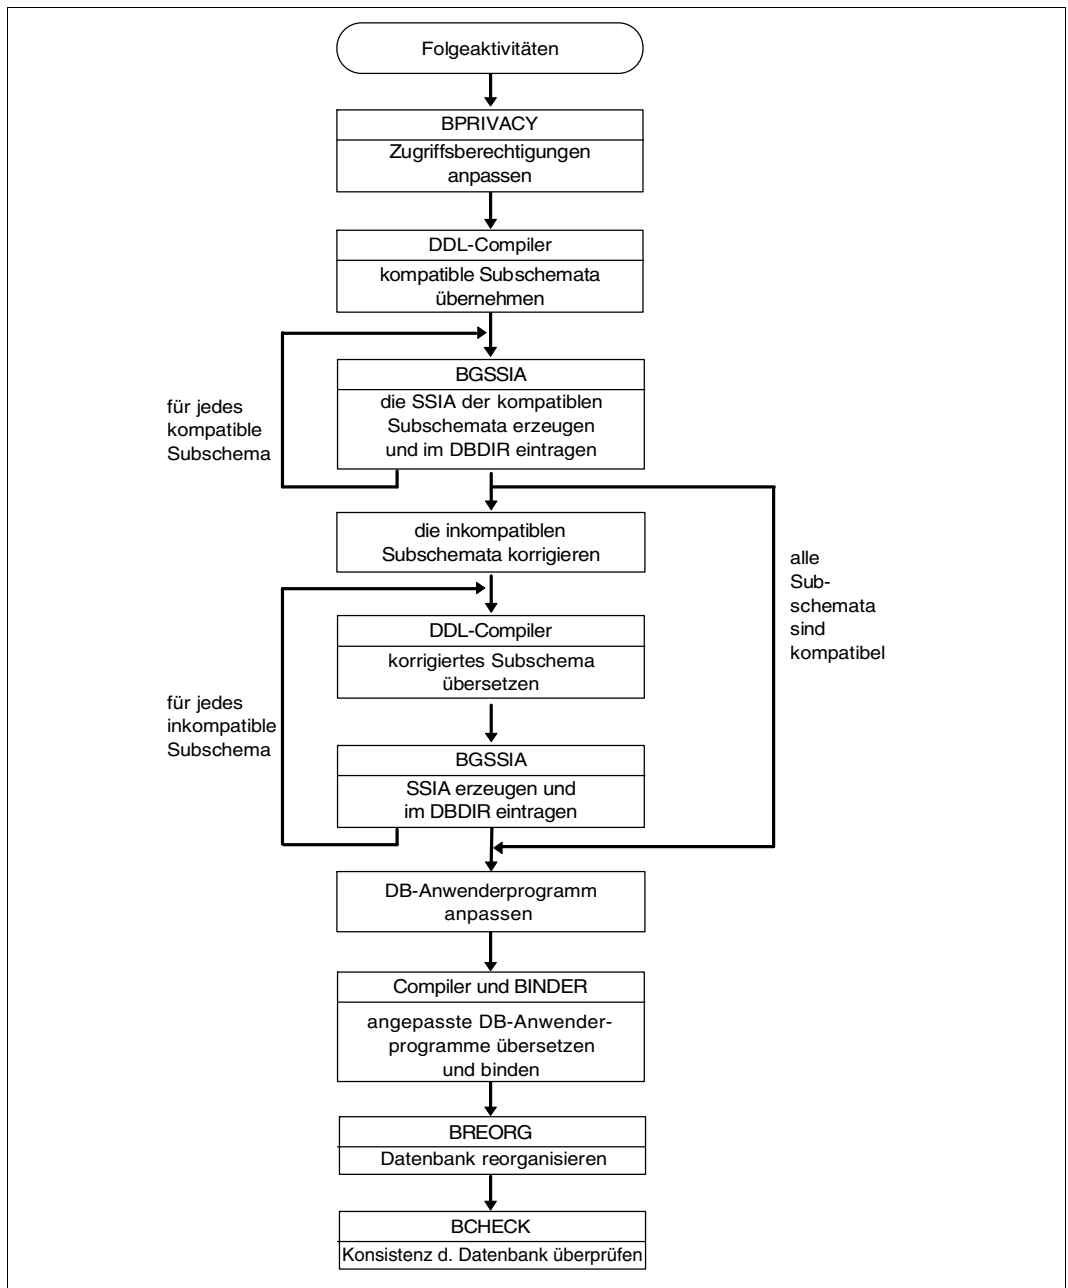 Folgeaktivitäten
BPRIVACY
Zugriffsberechtigungen
anpassen
DDL-Compiler
kompatible Subschemata
übernehmen
BGSSIA
die SSIA der kompatiblen
Subschemata erzeugen
und im DBDIR eintragen
für jedes
kompatible
Subschema
die inkompatiblen
Subschemata korrigieren
alle
Sub-
schemata
sind
kompatibel
DDL-Compiler
korrigiertes Subschema
übersetzen
für jedes
inkompatible
Subschema
BGSSIA
SSIA erzeugen und
im DBDIR eintragen
DB-Anwenderprogramm
anpassen
Compiler und BINDER
angepasste DB-Anwender-
programme übersetzen
und binden
BREORG
Datenbank reorganisieren
BCHECK
Konsistenz d. Datenbank überprüfen